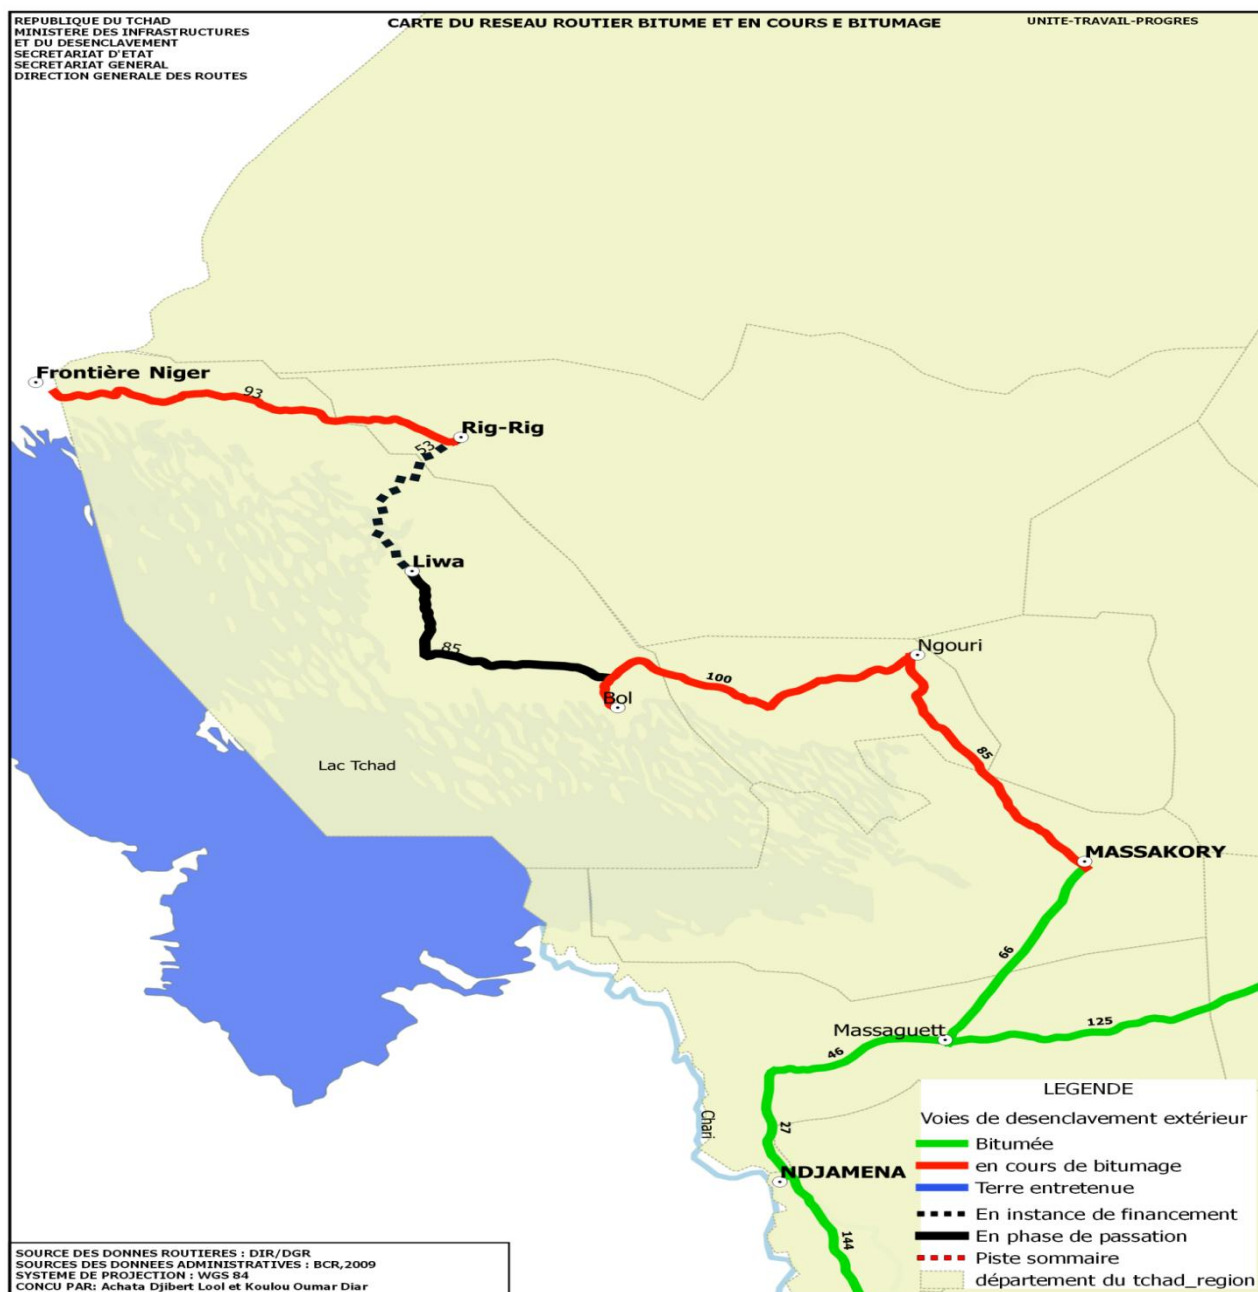 REPUBLIQUE DU TCHAD
MINISTERE DES INFRASTRUCTURES
ET DU DESENCLAVEMENT
SECRETARIAT D'ETAT
SECRETARIAT GENERAL
DIRECTION GENERALE DES ROUTES
CARTE DU RESEAU ROUTIER BITUME ET EN COURS E BITUMAGE
UNITE-TRAVAIL-PROGRES
Frontière Niger
93
Rig-Rig
53
Liwa
85
Bol
100
Ngouri
85
Lac Tchad
MASSAKORY
66
Massaguett
125
46
27
Chari
NDJAMENA
144
LEGENDE
Voies de desenclavement extérieur
Bitumée
en cours de bitumage
Terre entretenue
En instance de financement
En phase de passation
Piste sommaire
département du tchad_region
SOURCE DES DONNES ROUTIERES : DIR/DGR
SOURCES DES DONNEES ADMINISTRATIVES : BCR,2009
SYSTEME DE PROJECTION : WGS 84
CONCU PAR: Achata Djibert Lool et Koulou Oumar Diar